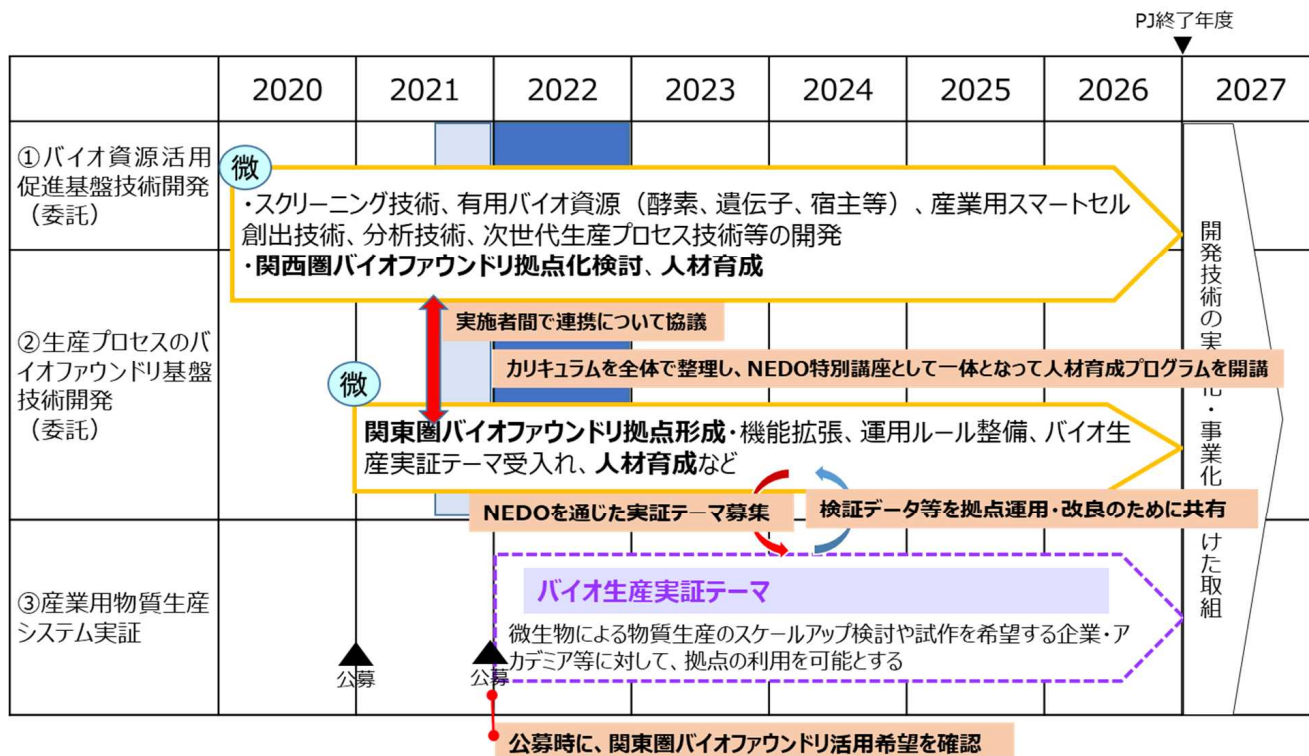 PJ終了年度
2020
2021
2022
2023
2024
2025
2026
2027
①バイオ資源活用
促進基盤技術開発
（委託）
微
・スクリーニング技術、有用バイオ資源（酵素、遺伝子、宿主等）、産業用スマートセル
創出技術、分析技術、次世代生産プロセス技術等の開発
・関西圏バイオファウンドリ拠点化検討、人材育成
実施者間で連携について協議
カリキュラムを全体で整理し、NEDO特別講座として一体となって人材育成プログラムを開講
②生産プロセスのバ
イオファウンドリ基盤
技術開発
（委託）
微
関東圏バイオファウンドリ拠点形成・機能拡張、運用ルール整備、バイオ生
産実証テーマ受入れ、人材育成など
NEDOを通じた実証テーマ募集
検証データ等を拠点運用・改良のために共有
開発技術の実
・事業化
けた取組
③産業用物質生産
システム実証
バイオ生産実証テーマ
微生物による物質生産のスケールアップ検討や試作を希望する企業・ア
カデミア等に対して、拠点の利用を可能とする
公募
公募
公募時に、関東圏バイオファウンドリ活用希望を確認